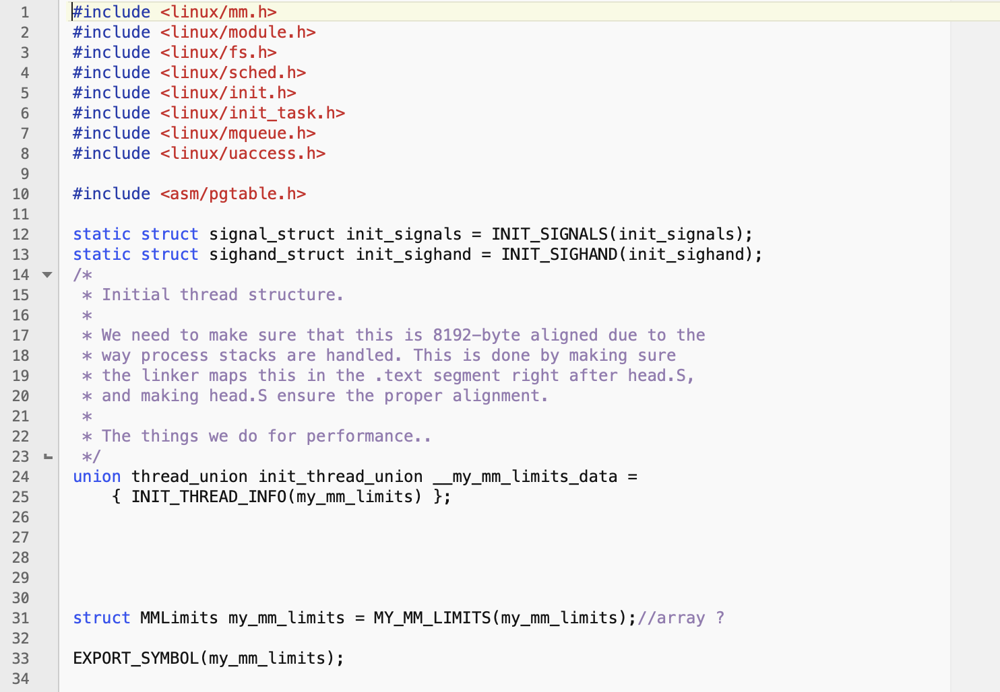 1 #include <linux/mm.h>
2 #include <linux/module.h>
3 #include <linux/fs.h>
4 #include <linux/sched.h>
5 #include <linux/init.h>
6 #include <linux/init_task.h>
7 #include <linux/mqueue.h>
8 #include <linux/uaccess.h>
9
10 #include <asm/pgtable.h>
11
12 static struct signal_struct init_signals = INIT_SIGNALS(init_signals);
13 static struct sighand_struct init_sighand = INIT_SIGHAND(init_sighand);
14 /*
15 * Initial thread structure.
16 *
17 * We need to make sure that this is 8192-byte aligned due to the
18 * way process stacks are handled. This is done by making sure
19 * the linker maps this in the .text segment right after head.S,
20 * and making head.S ensure the proper alignment.
21 *
22 * The things we do for performance..
23 */
24 union thread_union init_thread_union __my_mm_limits_data =
25 { INIT_THREAD_INFO(my_mm_limits) };
26
27
28
29
30
31 struct MMLimits my_mm_limits = MY_MM_LIMITS(my_mm_limits);//array ?
32
33 EXPORT_SYMBOL(my_mm_limits);
34